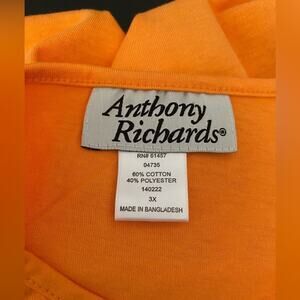 Anthony
Richards®
RN# 61457
04735
60% COTTON
40% POLYESTER
140222
3X
MADE IN BANGLADESH